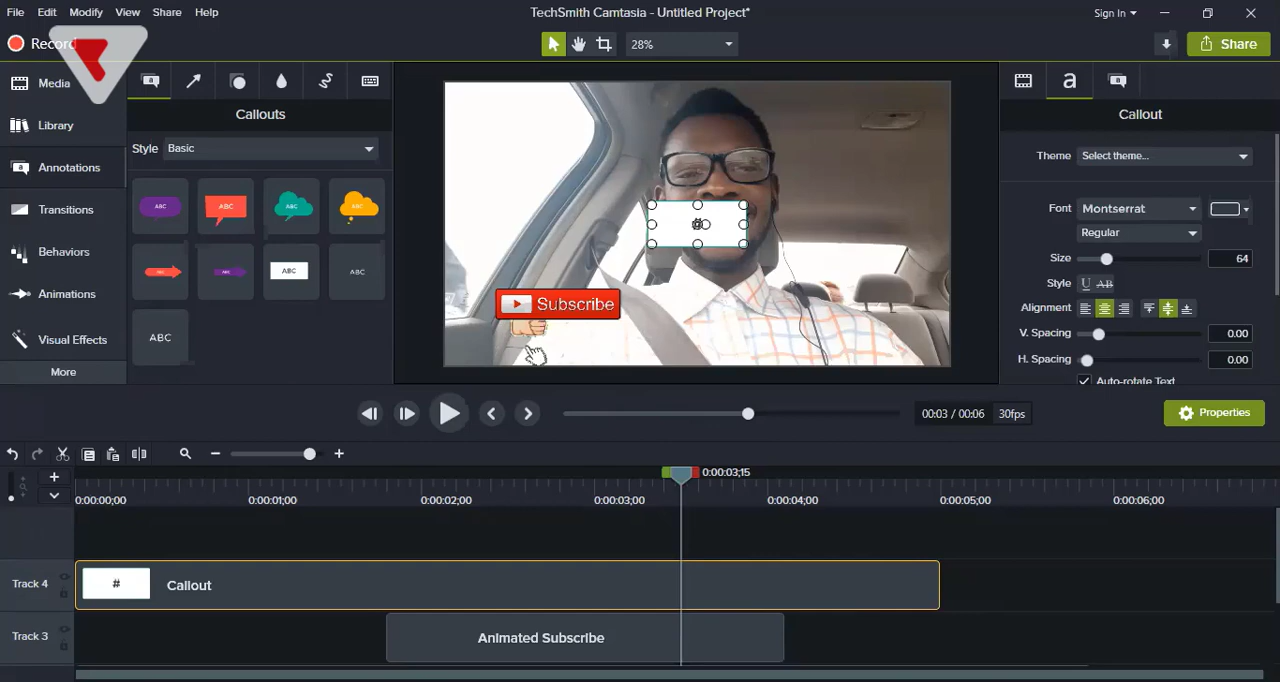 File Edit Modify View Share Help
TechSmith Camtasia - Untitled Project*
Sign In
Record
28%
Share
Media
Library
Annotations
Transitions
Behaviors
Animations
Visual Effects
More
Callouts
Style Basic
ABC ABC ABC ABC
ABC ABC
ABC
Subscribe
#
a
Callout
Theme Select theme...
Font Montserrat
Regular
Size 64
Style U AB
Alignment
V. Spacing 0.00
H. Spacing 0.00
Auto-rotate Text
00:03 / 00:06 30fps
Properties
0:00:03;15
0:00:00;00 0:00:01;00 0:00:02;00 0:00:03;00 0:00:04;00 0:00:05;00 0:00:06;00
Track 4 # Callout
Track 3 Animated Subscribe